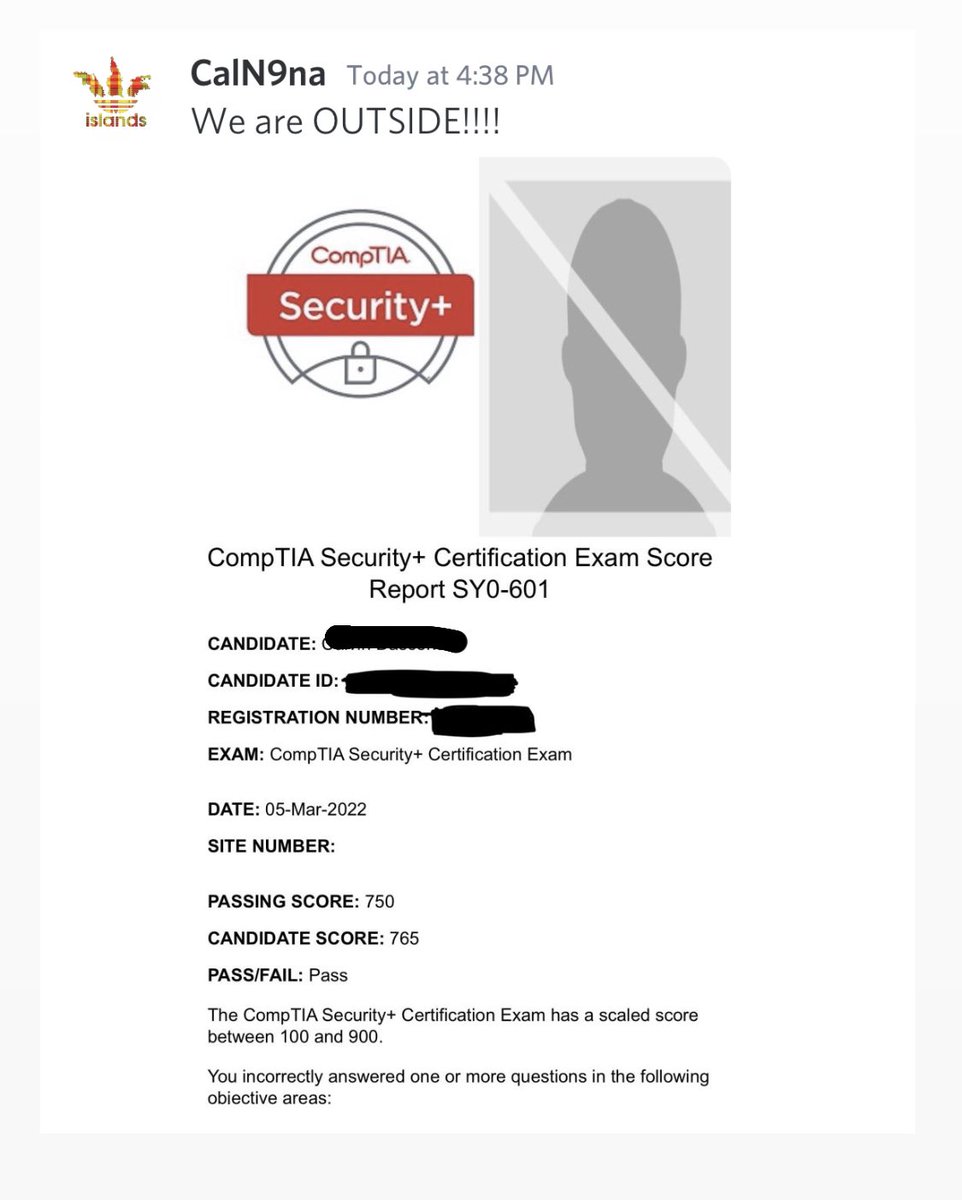 CalN9na Today at 4:38 PM
We are OUTSIDE!!!!
islands
CompTIA
Security+
CompTIA Security+ Certification Exam Score
Report SY0-601
CANDIDATE:
CANDIDATE ID:
REGISTRATION NUMBER:
EXAM: CompTIA Security+ Certification Exam
DATE: 05-Mar-2022
SITE NUMBER:
PASSING SCORE: 750
CANDIDATE SCORE: 765
PASS/FAIL: Pass
The CompTIA Security+ Certification Exam has a scaled score
between 100 and 900.
You incorrectly answered one or more questions in the following
objective areas: